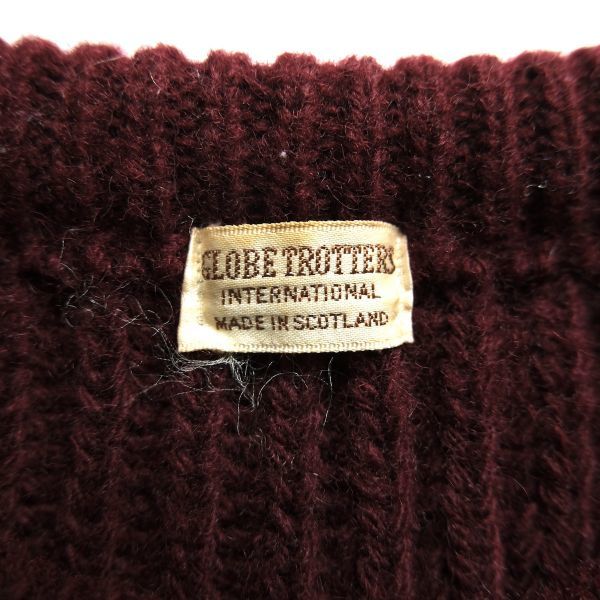 GLOBE TROTTERS
INTERNATIONAL
MADE IN SCOTLAND